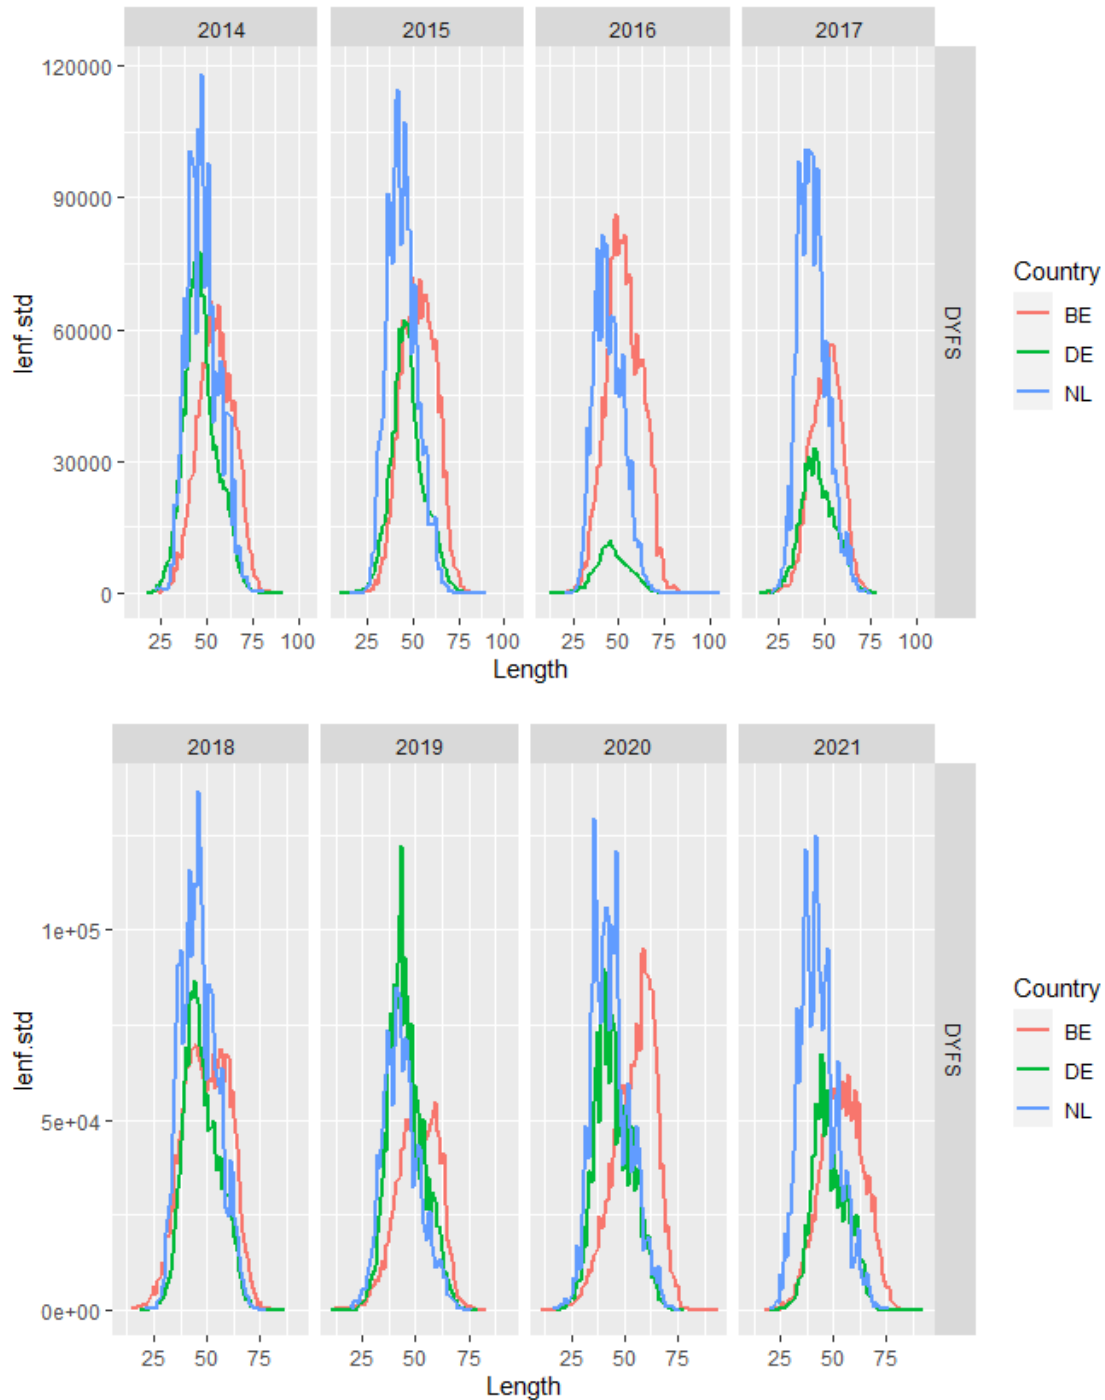 2014 2015 2016 2017
120000
90000
60000
30000
0
lenf.std
DYFS
25 50 75 100 25 50 75 100 25 50 75 100 25 50 75 100
Length
Country
BE
DE
NL
2018 2019 2020 2021
1e+05
5e+04
0e+00
lenf.std
DYFS
25 50 75 25 50 75 25 50 75 25 50 75
Length
Country
BE
DE
NL